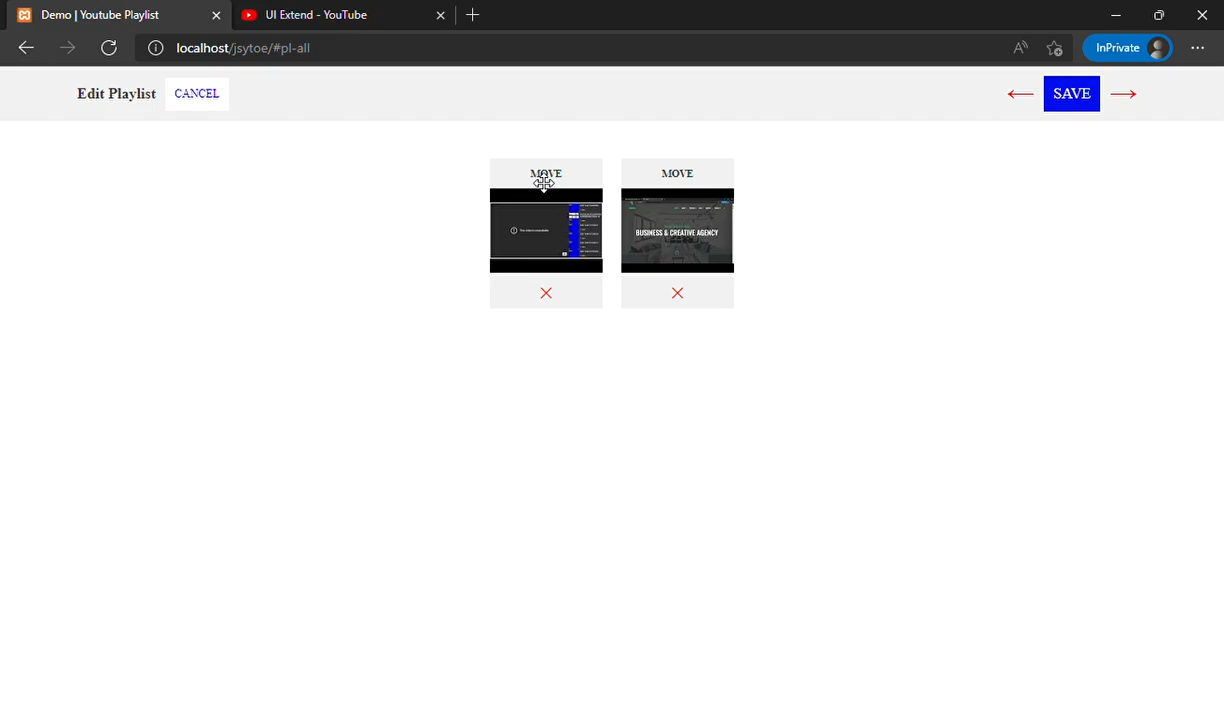 Demo | Youtube Playlist
UI Extend - YouTube
localhost/jsytoe/#pl-all
InPrivate
Edit Playlist
CANCEL
SAVE
MOVE
MOVE
BUSINESS & CREATIVE AGENCY